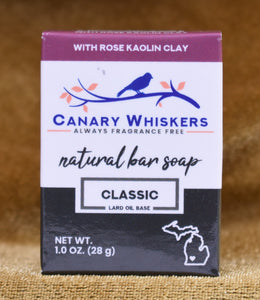 WITH ROSE KAOLIN CLAY
CANARY WHISKERS
ALWAYS FRAGRANCE FREE
natural bar soap
CLASSIC
LARD OIL BASE
NET WT.
1.0 OZ. (28 g)